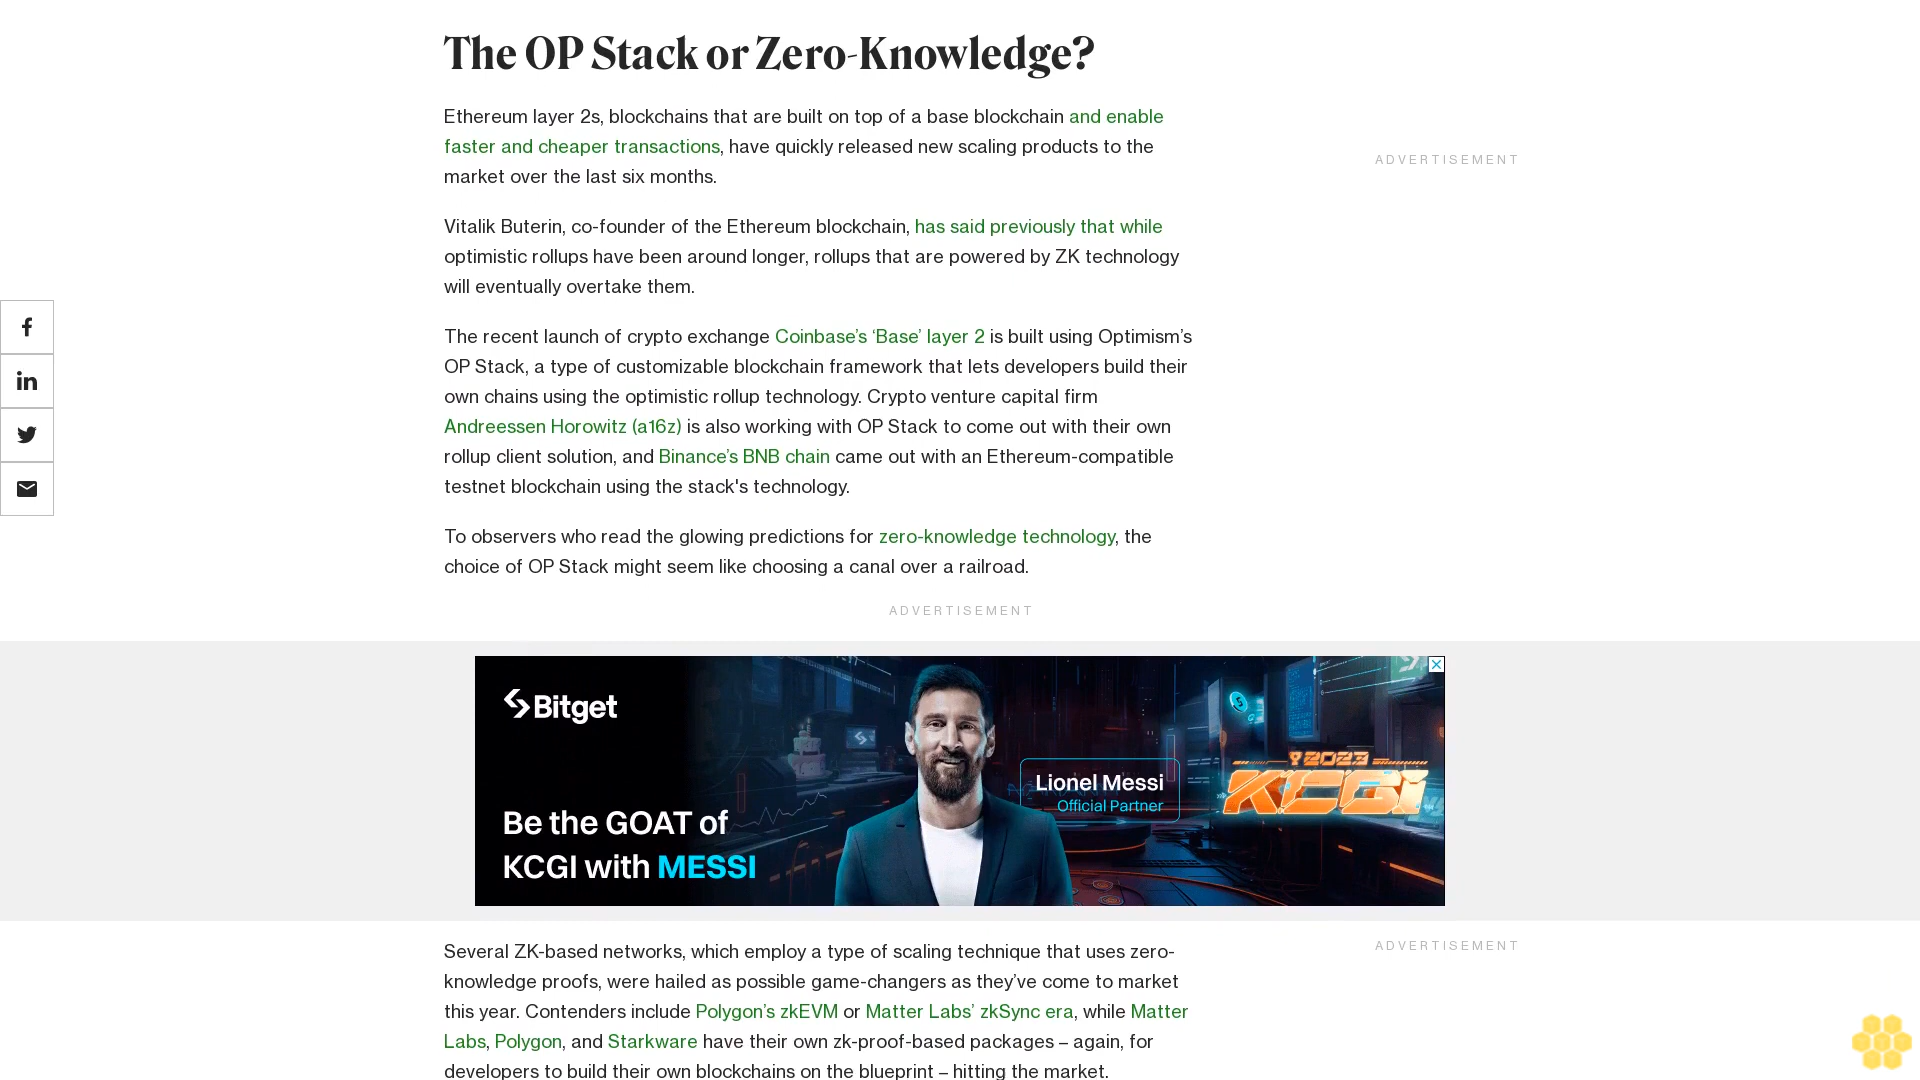 The OP Stack or Zero-Knowledge?
Ethereum layer 2s, blockchains that are built on top of a base blockchain and enable
faster and cheaper transactions, have quickly released new scaling products to the
market over the last six months.
ADVERTISEMENT
Vitalik Buterin, co-founder of the Ethereum blockchain, has said previously that while
optimistic rollups have been around longer, rollups that are powered by ZK technology
will eventually overtake them.
The recent launch of crypto exchange Coinbase’s ‘Base’ layer 2 is built using Optimism’s
OP Stack, a type of customizable blockchain framework that lets developers build their
own chains using the optimistic rollup technology. Crypto venture capital firm
Andreessen Horowitz (a16z) is also working with OP Stack to come out with their own
rollup client solution, and Binance’s BNB chain came out with an Ethereum-compatible
testnet blockchain using the stack's technology.
To observers who read the glowing predictions for zero-knowledge technology, the
choice of OP Stack might seem like choosing a canal over a railroad.
ADVERTISEMENT
Bitget
Be the GOAT of
KCGI with MESSI
Lionel Messi
Official Partner
2023
KCGI
Several ZK-based networks, which employ a type of scaling technique that uses zero-
knowledge proofs, were hailed as possible game-changers as they’ve come to market
this year. Contenders include Polygon’s zkEVM or Matter Labs’ zkSync era, while Matter
Labs, Polygon, and Starkware have their own zk-proof-based packages – again, for
developers to build their own blockchains on the blueprint – hitting the market.
ADVERTISEMENT